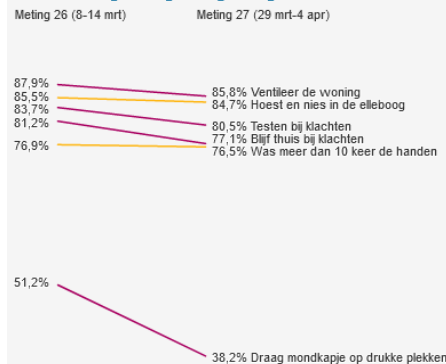 Meting 26 (8-14 mrt) Meting 27 (29 mrt-4 apr)
87,9% 85,8% Ventileer de woning
85,5% 84,7% Hoest en nies in de elleboog
83,7% 80,5% Testen bij klachten
81,2% 77,1% Blijf thuis bij klachten
76,9% 76,5% Was meer dan 10 keer de handen
51,2% 38,2% Draag mondkapje op drukke plekken